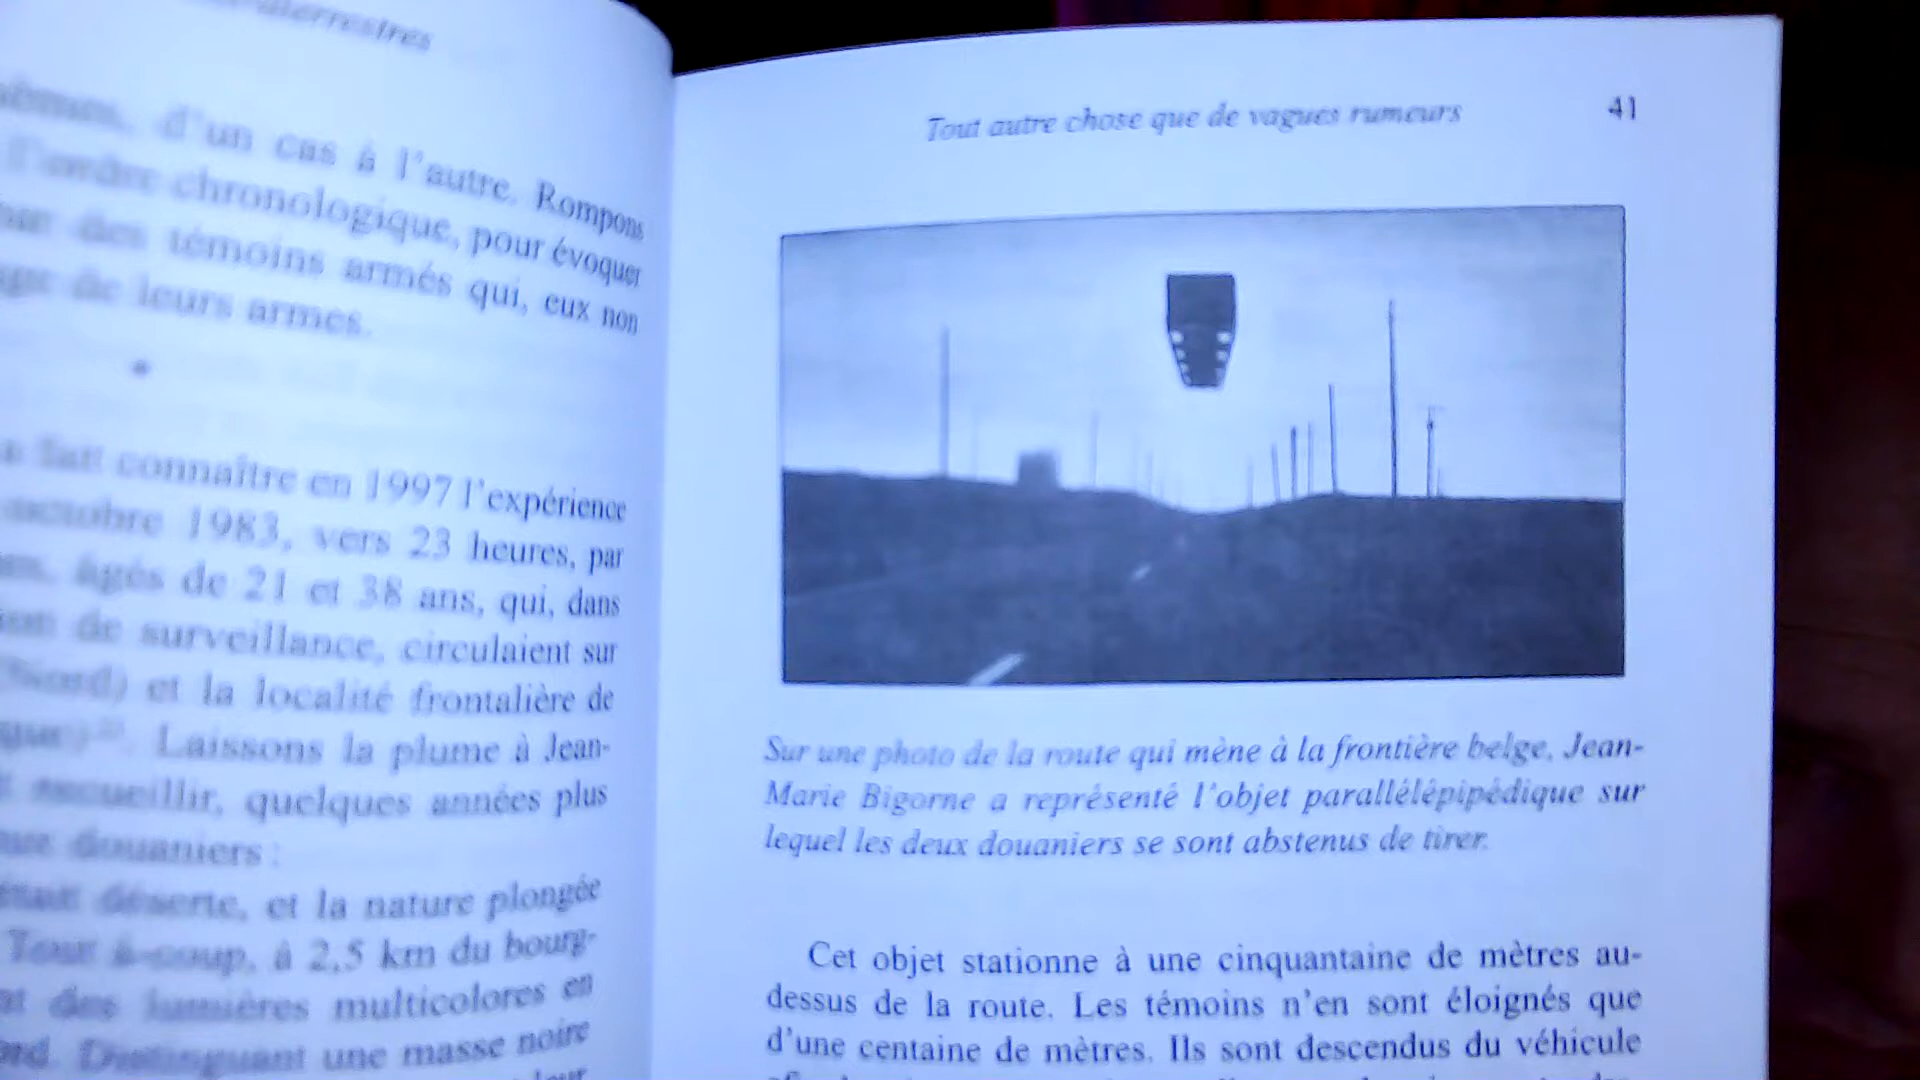 d'un cas à l'autre. Rompons
l'ordre chronologique, pour évoquer
des témoins armés qui, eux non
de leurs armes.
fait connaître en 1997 l'expérience
octobre 1983, vers 23 heures, par
âgés de 21 et 38 ans, qui, dans
de surveillance, circulaient sur
(Nord) et la localité frontalière de
Laissons la plume à Jean-
recueillir, quelques années plus
douaniers :
déserte, et la nature plongée
Tout à-coup, à 2,5 km du bourg-
des lumières multicolores en
Distinguant une masse noire
leur
Tout autre chose que de vagues rumeurs 41
Sur une photo de la route qui mène à la frontière belge, Jean-
Marie Bigorne a représenté l'objet parallélépipédique sur
lequel les deux douaniers se sont abstenus de tirer.
Cet objet stationne à une cinquantaine de mètres au-
dessus de la route. Les témoins n'en sont éloignés que
d'une centaine de mètres. Ils sont descendus du véhicule